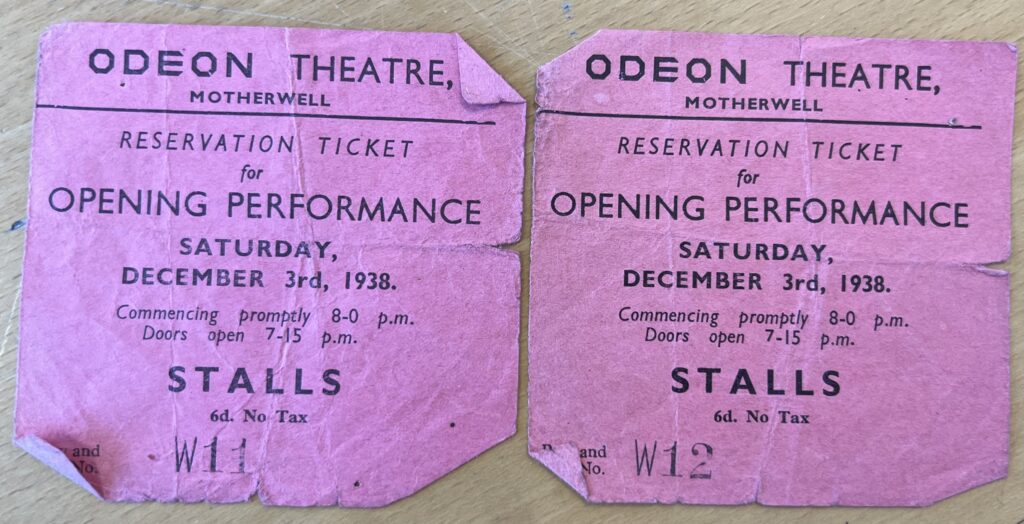 ODEON THEATRE,
MOTHERWELL
RESERVATION TICKET
for
OPENING PERFORMANCE
SATURDAY,
DECEMBER 3rd, 1938.
Commencing promptly 8-0 p.m.
Doors open 7-15 p.m.
STALLS
6d. No Tax
and
No. W11
ODEON THEATRE,
MOTHERWELL
RESERVATION TICKET
for
OPENING PERFORMANCE
SATURDAY,
DECEMBER 3rd, 1938.
Commencing promptly 8-0 p.m.
Doors open 7-15 p.m.
STALLS
6d. No Tax
and
No. W12